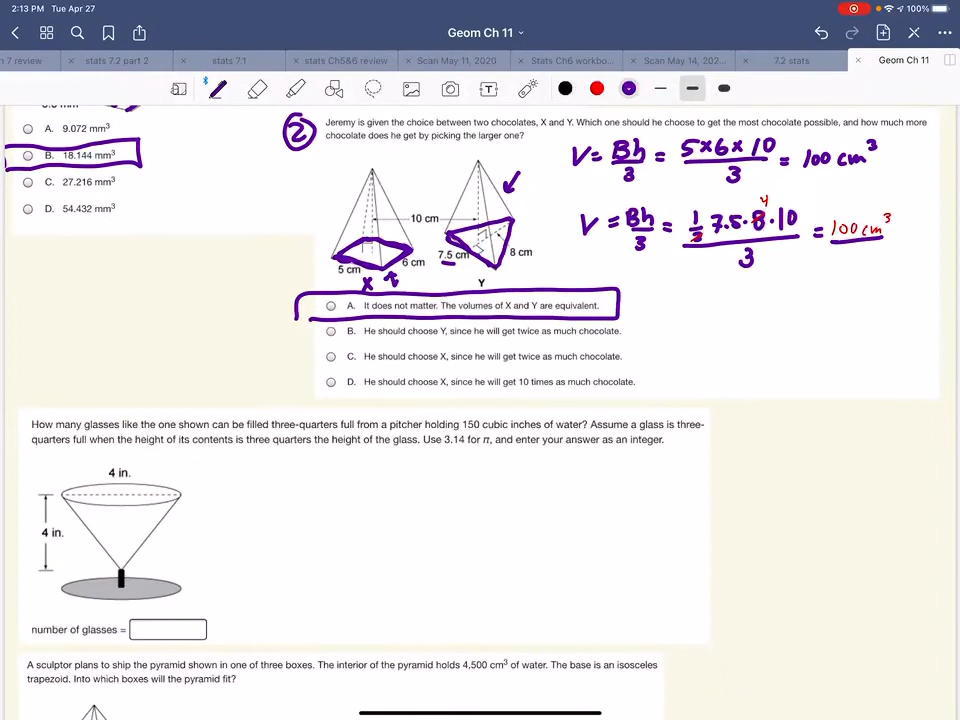 2:13 PM Tue Apr 27
100%
Geom Ch 11
n 7 review
stats 7.2 part 2
stats 7.1
stats Ch5&6 review
Scan May 11, 2020
Stats Ch6 workbo...
Scan May 14, 202...
7.2 stats
Geom Ch 11
A. 9.072 mm³
B. 18.144 mm³
C. 27.216 mm³
D. 54.432 mm³
2
Jeremy is given the choice between two chocolates, X and Y. Which one should he choose to get the most chocolate possible, and how much more
chocolate does he get by picking the larger one?
10 cm
5 cm
6 cm
7.5 cm
8 cm
X
Y
V = Bh/3 = 5×6×10/3 = 100 cm³
V = Bh/3 = 1/2 7.5·8·10/3 = 100 cm³
4
A. It does not matter. The volumes of X and Y are equivalent.
B. He should choose Y, since he will get twice as much chocolate.
C. He should choose X, since he will get twice as much chocolate.
D. He should choose X, since he will get 10 times as much chocolate.
How many glasses like the one shown can be filled three-quarters full from a pitcher holding 150 cubic inches of water? Assume a glass is three-
quarters full when the height of its contents is three quarters the height of the glass. Use 3.14 for π, and enter your answer as an integer.
4 in.
4 in.
number of glasses =
A sculptor plans to ship the pyramid shown in one of three boxes. The interior of the pyramid holds 4,500 cm³ of water. The base is an isosceles
trapezoid. Into which boxes will the pyramid fit?